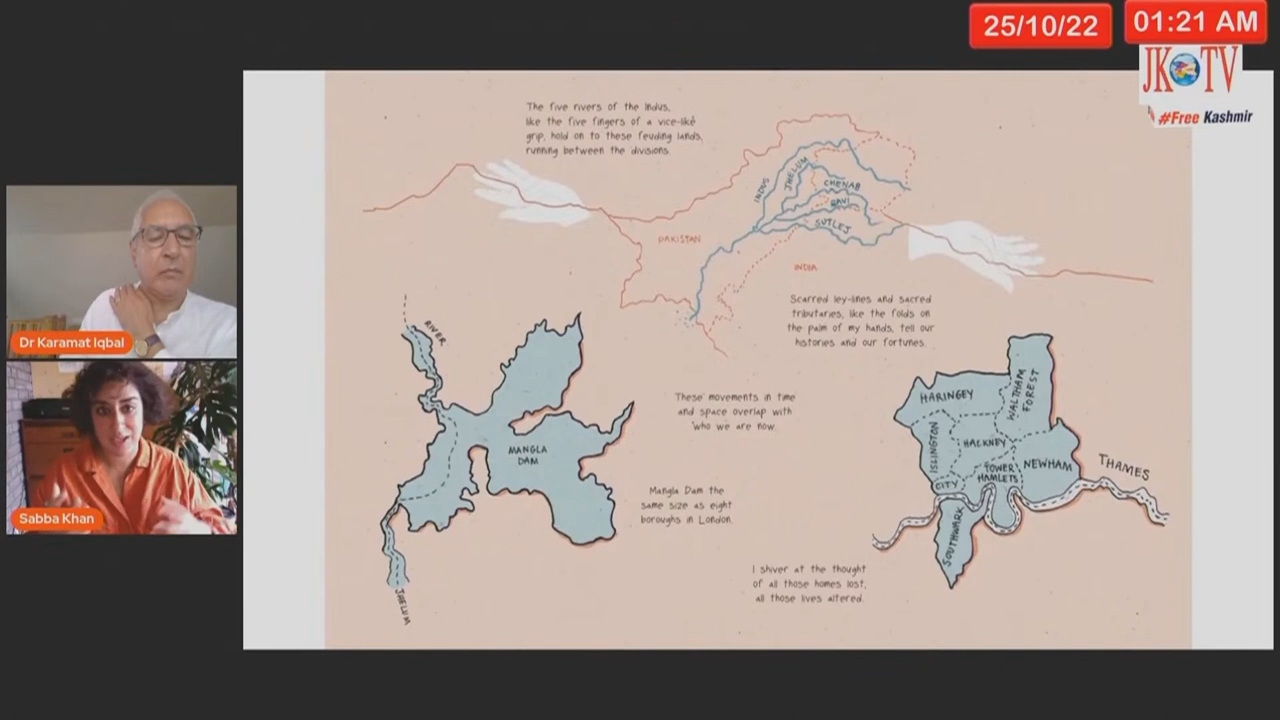 25/10/22
01:21 AM
JKTV
#Free Kashmir
The five rivers of the Indus,
like the five fingers of a vice-like
grip, hold on to these feuding lands,
running between the divisions.
INDUS
JHELUM
CHENAB
RAVI
SUTLEJ
PAKISTAN
INDIA
Scarred ley-lines and sacred
tributaries, like the folds on
the palm of my hands, tell our
histories and our fortunes.
Dr Karamat Iqbal
Sabba Khan
RIVER
MANGLA
DAM
JHELUM
These movements in time
and space overlap with
who we are now.
Mangla Dam the
same size as eight
boroughs in London.
HARINGEY
WALTHAM
FOREST
ISLINGTON
HACKNEY
CITY
TOWER
HAMLETS
NEWHAM
THAMES
SOUTHWARK
I shiver at the thought
of all those homes lost,
all those lives altered.